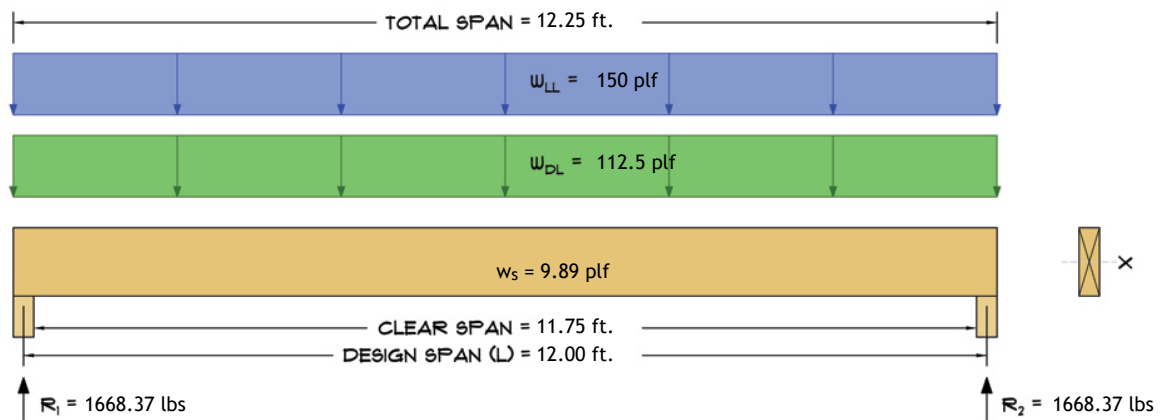 TOTAL SPAN = 12.25 ft.
wLL = 150 plf
wDL = 112.5 plf
ws = 9.89 plf
X
CLEAR SPAN = 11.75 ft.
DESIGN SPAN (L) = 12.00 ft.
R1 = 1668.37 lbs
R2 = 1668.37 lbs